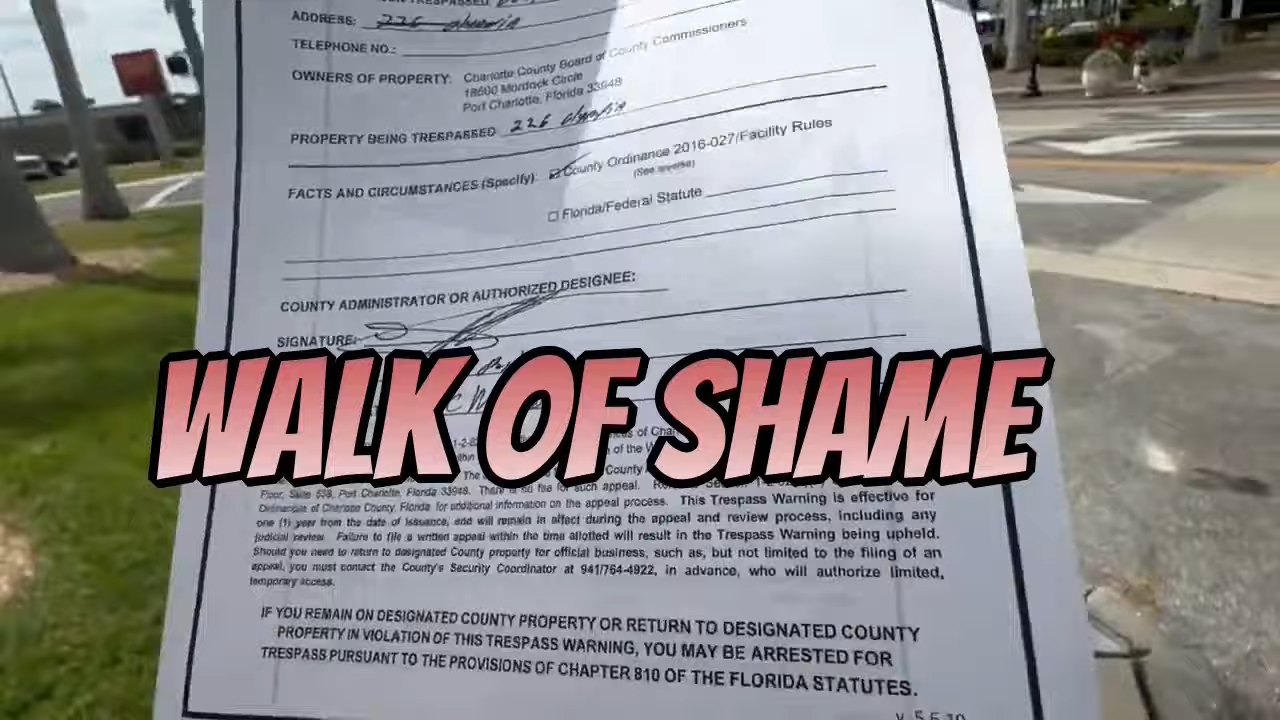 TRESPASSED
ADDRESS: 226
TELEPHONE NO.:
OWNERS OF PROPERTY: Charlotte County Board of County Commissioners
18500 Murdock Circle
Port Charlotte, Florida 33948
PROPERTY BEING TRESPASSED 226
FACTS AND CIRCUMSTANCES (Specify): County Ordinance 2016-027/Facility Rules
(See reverse)
Florida/Federal Statute
COUNTY ADMINISTRATOR OR AUTHORIZED DESIGNEE:
SIGNATURE:
WALK OF SHAME
of the
County
Floor, Suite 538, Port Charlotte, Florida 33948. There is no fee for such appeal.
Ordinances of Charlotte County, Florida for additional information on the appeal process. This Trespass Warning is effective for
one (1) year from the date of issuance, and will remain in effect during the appeal and review process, including any
judicial review. Failure to file a written appeal within the time allotted will result in the Trespass Warning being upheld.
Should you need to return to designated County property for official business, such as, but not limited to the filing of an
appeal, you must contact the County's Security Coordinator at 941/764-4922, in advance, who will authorize limited,
temporary access.
IF YOU REMAIN ON DESIGNATED COUNTY PROPERTY OR RETURN TO DESIGNATED COUNTY
PROPERTY IN VIOLATION OF THIS TRESPASS WARNING, YOU MAY BE ARRESTED FOR
TRESPASS PURSUANT TO THE PROVISIONS OF CHAPTER 810 OF THE FLORIDA STATUTES.